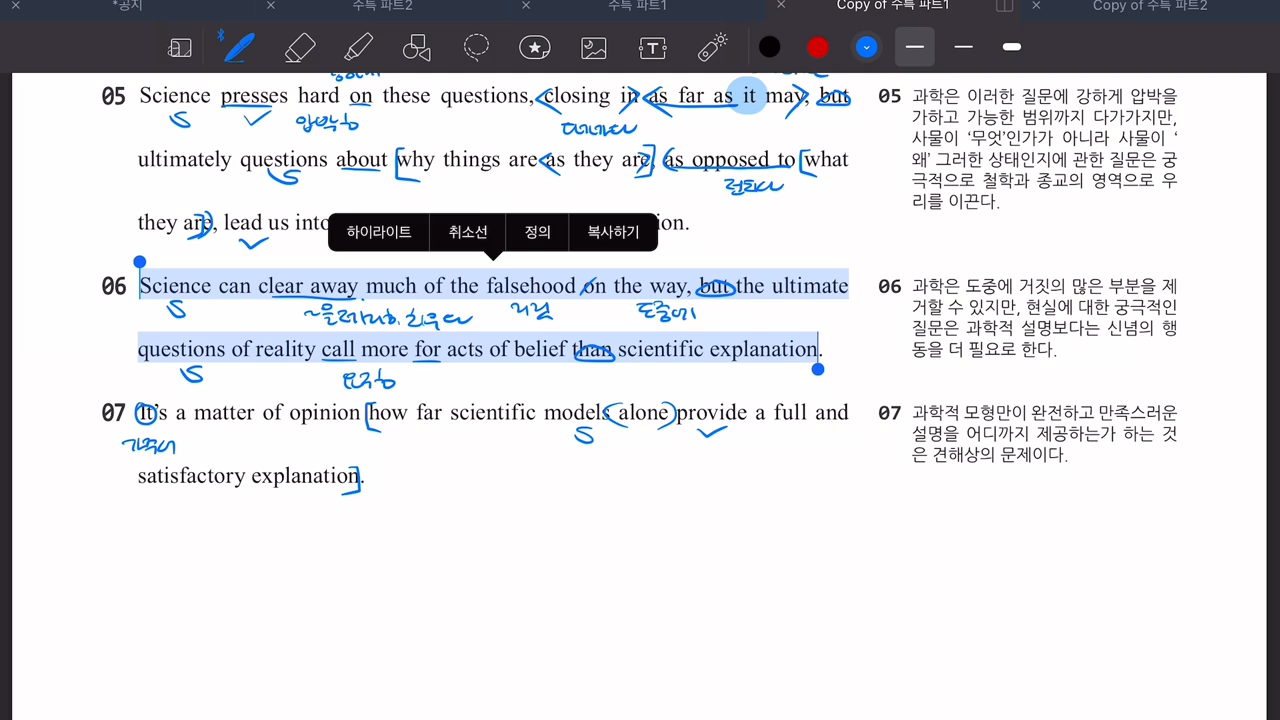 *공지
수특 파트2
수특 파트1
Copy of 수특 파트1
Copy of 수특 파트2
05 Science presses hard on these questions, closing in as far as it may, but
S 압박함
ultimately questions about why things are as they are, as opposed to what
S
they are, lead us into ion.
하이라이트 취소선 정의 복사하기
06 Science can clear away much of the falsehood on the way, but the ultimate
S 거짓 도중에
questions of reality call more for acts of belief than scientific explanation.
S
07 It's a matter of opinion how far scientific models alone provide a full and
가주어 S
satisfactory explanation.
05 과학은 이러한 질문에 강하게 압박을
가하고 가능한 범위까지 다가가지만,
사물이 '무엇'인가가 아니라 사물이 '
왜' 그러한 상태인지에 관한 질문은 궁
극적으로 철학과 종교의 영역으로 우
리를 이끈다.
06 과학은 도중에 거짓의 많은 부분을 제
거할 수 있지만, 현실에 대한 궁극적인
질문은 과학적 설명보다는 신념의 행
동을 더 필요로 한다.
07 과학적 모형만이 완전하고 만족스러운
설명을 어디까지 제공하는가 하는 것
은 견해상의 문제이다.